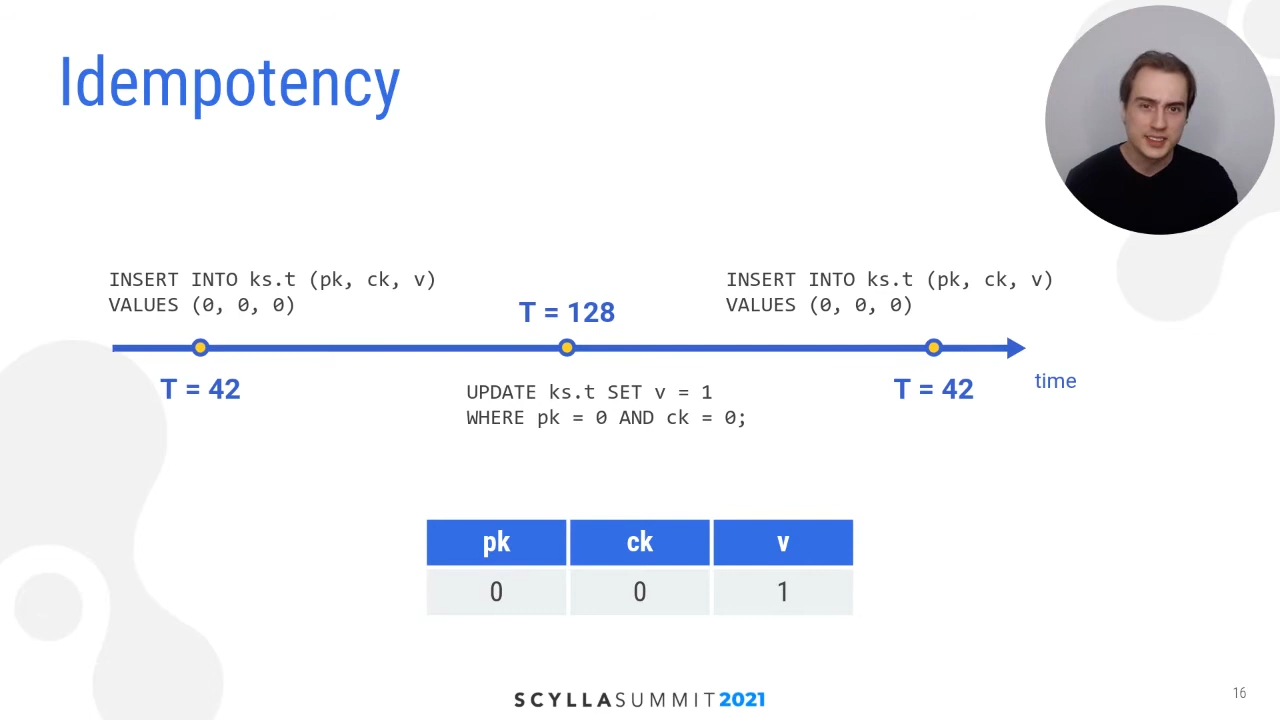 Idempotency
INSERT INTO ks.t (pk, ck, v)
VALUES (0, 0, 0)
T = 128
INSERT INTO ks.t (pk, ck, v)
VALUES (0, 0, 0)
T = 42
UPDATE ks.t SET v = 1
WHERE pk = 0 AND ck = 0;
T = 42
time
pk ck v
0 0 1
SCYLLASUMMIT2021
16